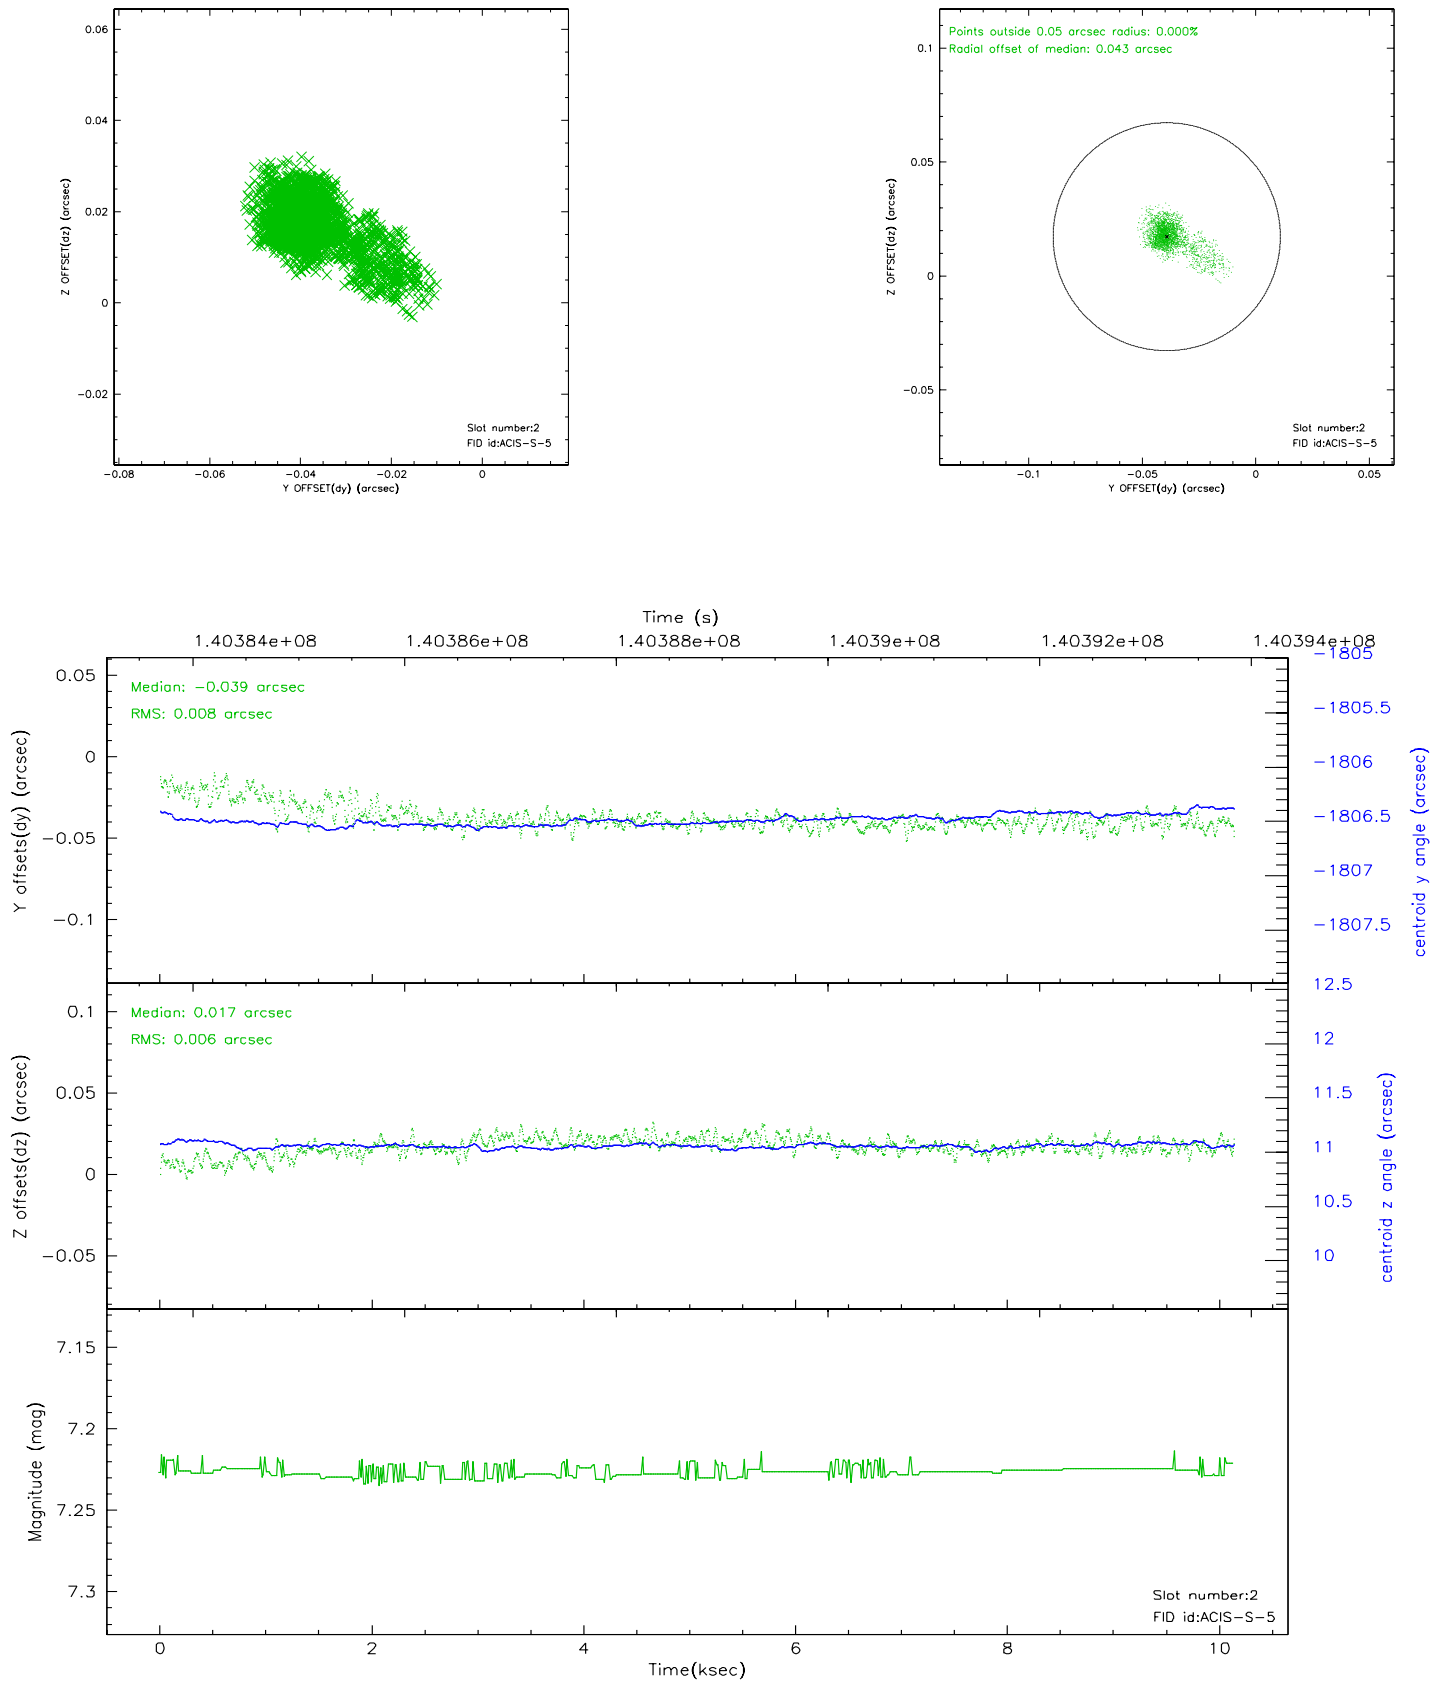 0.06
0.04
0.02
0
-0.02
Z OFFSET(dz) (arcsec)
-0.08 -0.06 -0.04 -0.02 0
Y OFFSET(dy) (arcsec)
Slot number:2
FID id:ACIS-S-5
Points outside 0.05 arcsec radius: 0.000%
Radial offset of median: 0.043 arcsec
0.1
0.05
0
-0.05
Z OFFSET(dz) (arcsec)
-0.1 -0.05 0 0.05
Y OFFSET(dy) (arcsec)
Slot number:2
FID id:ACIS-S-5
Time (s)
1.40384e+08 1.40386e+08 1.40388e+08 1.4039e+08 1.40392e+08 1.40394e+08
Median: -0.039 arcsec
RMS: 0.008 arcsec
0.05
0
-0.05
-0.1
Y offsets(dy) (arcsec)
-1805
-1805.5
-1806
-1806.5
-1807
-1807.5
centroid y angle (arcsec)
Median: 0.017 arcsec
RMS: 0.006 arcsec
0.1
0.05
0
-0.05
Z offsets(dz) (arcsec)
12.5
12
11.5
11
10.5
10
centroid z angle (arcsec)
7.15
7.2
7.25
7.3
Magnitude (mag)
Slot number:2
FID id:ACIS-S-5
0 2 4 6 8 10
Time(ksec)